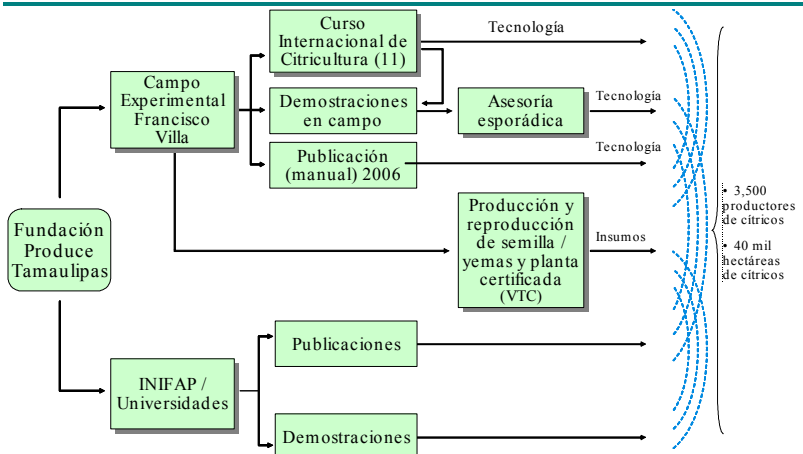 Curso
Internacional de
Citricultura (11)
Tecnología
Campo
Experimental
Francisco
Villa
Demostraciones
en campo
Asesoría
esporádica
Tecnología
Publicación
(manual) 2006
Tecnología
Fundación
Produce
Tamaulipas
Producción y
reproducción
de semilla /
yemas y planta
certificada
(VTC)
Insumos
• 3,500
productores
de cítricos
• 40 mil
hectáreas
de cítricos
INIFAP /
Universidades
Publicaciones
Demostraciones